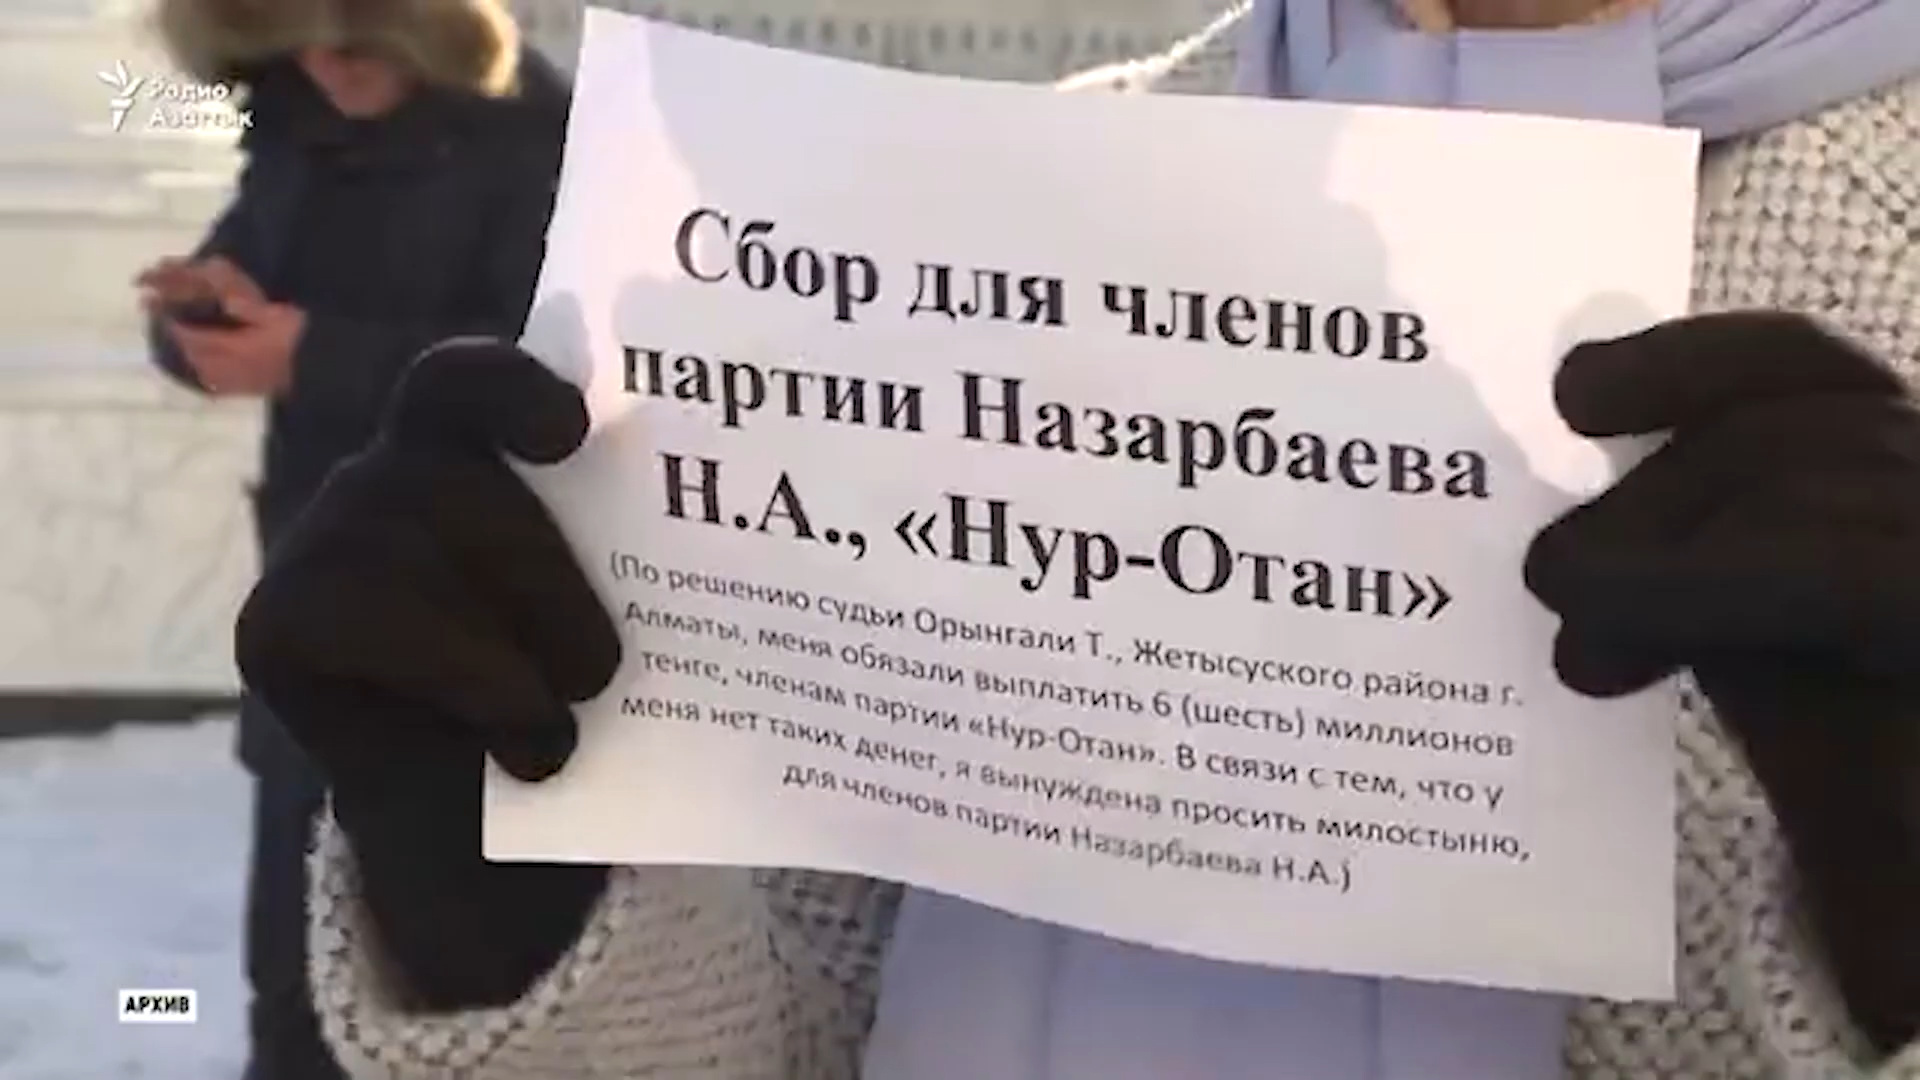 Радио
Азаттык
Сбор для членов
партии Назарбаева
Н.А., «Нур-Отан»
(По решению судьи Орынгали Т., Жетысуского района г.
Алматы, меня обязали выплатить 6 (шесть) миллионов
тенге, членам партии «Нур-Отан». В связи с тем, что у
меня нет таких денег, я вынуждена просить милостыню,
для членов партии Назарбаева Н.А.)
АРХИВ